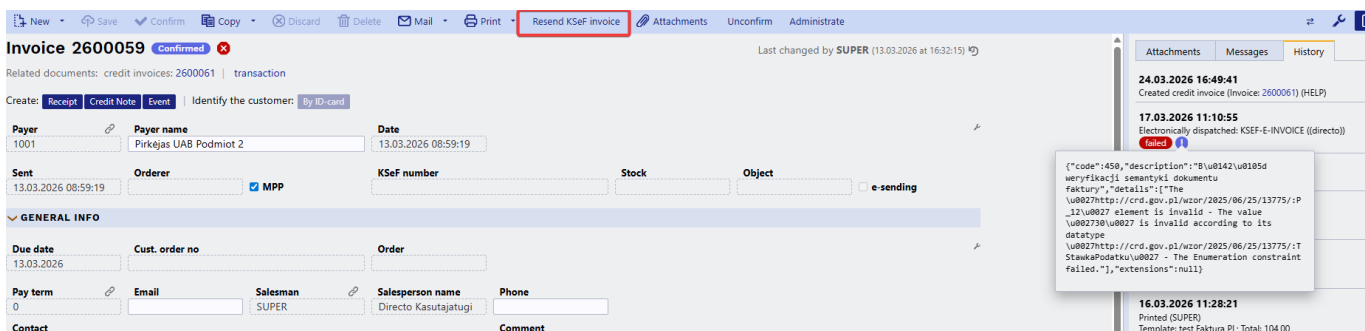 New Save Confirm Copy Discard Delete Mail Print Resend KSeF invoice Attachments Unconfirm Administrate
Invoice 2600059 Confirmed
Last changed by SUPER (13.03.2026 at 16:32:15)
Related documents: credit invoices: 2600061 | transaction
Create: Receipt Credit Note Event | Identify the customer: By ID-card
Payer Payer name Date
1001 Pirkėjas UAB Podmiot 2 13.03.2026 08:59:19
Sent Orderer KSeF number Stock Object
13.03.2026 08:59:19 MPP e-sending
GENERAL INFO
Due date Cust. order no Order
13.03.2026
Pay term Email Salesman Salesperson name Phone
0 SUPER Directo Kasutajatugi
Contact Comment
Attachments Messages History
24.03.2026 16:49:41
Created credit invoice (Invoice: 2600061) (HELP)
17.03.2026 11:10:55
Electronically dispatched: KSEF-E-INVOICE ((directo))
failed
{"code":450,"description":"B\u0142\u0105d
weryfikacji semantyki dokumentu
faktury","details":["The
\u0027http://crd.gov.pl/wzor/2025/06/25/13775/:P
_12\u0027 element is invalid - The value
\u002730\u0027 is invalid according to its
datatype
\u0027http://crd.gov.pl/wzor/2025/06/25/13775/:T
StawkaPodatku\u0027 - The Enumeration constraint
failed."],"extensions":null}
16.03.2026 11:28:21
Printed (SUPER)
Template: test Faktura PL; Total: 104.00